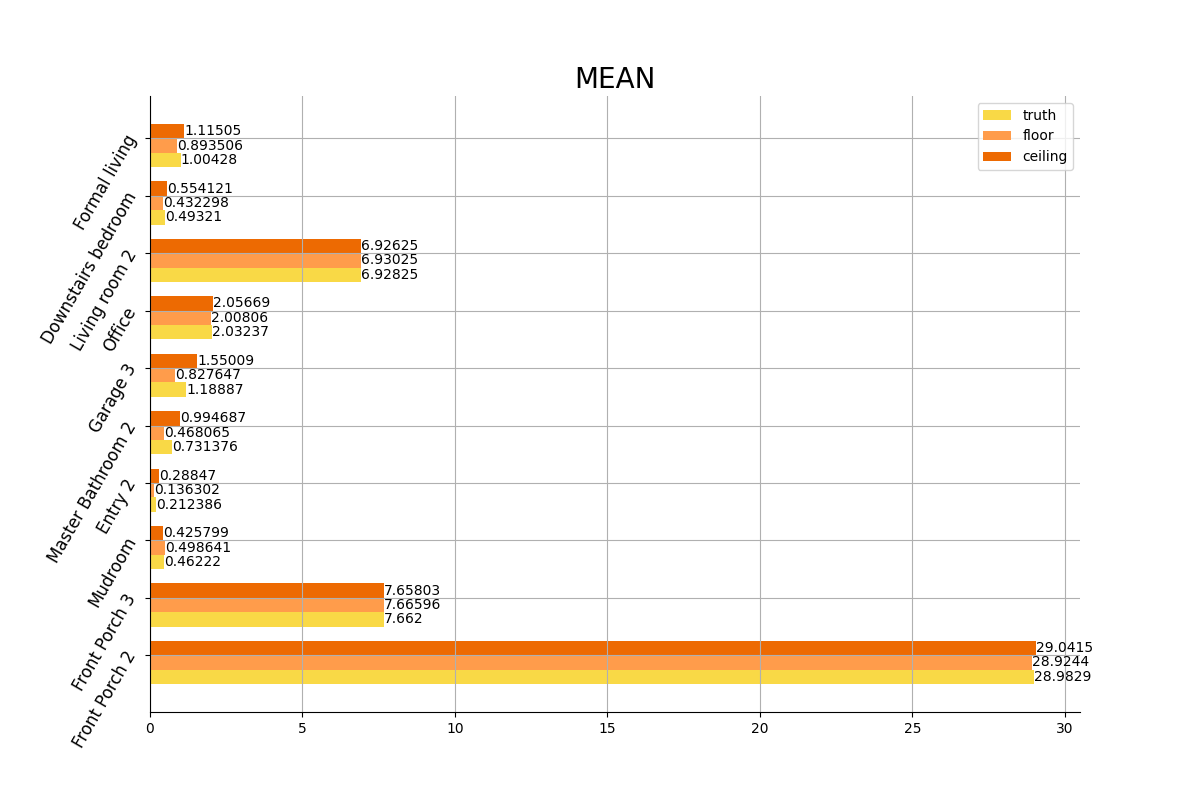 MEAN
truth
floor
ceiling
Formal living
1.11505
0.893506
1.00428
Downstairs bedroom
0.554121
0.432298
0.49321
Living room 2
6.92625
6.93025
6.92825
Office
2.05669
2.00806
2.03237
Garage 3
1.55009
0.827647
1.18887
Master Bathroom 2
0.994687
0.468065
0.731376
Entry 2
0.28847
0.136302
0.212386
Mudroom
0.425799
0.498641
0.46222
Front Porch 3
7.65803
7.66596
7.662
Front Porch 2
29.0415
28.9244
28.9829
0 5 10 15 20 25 30